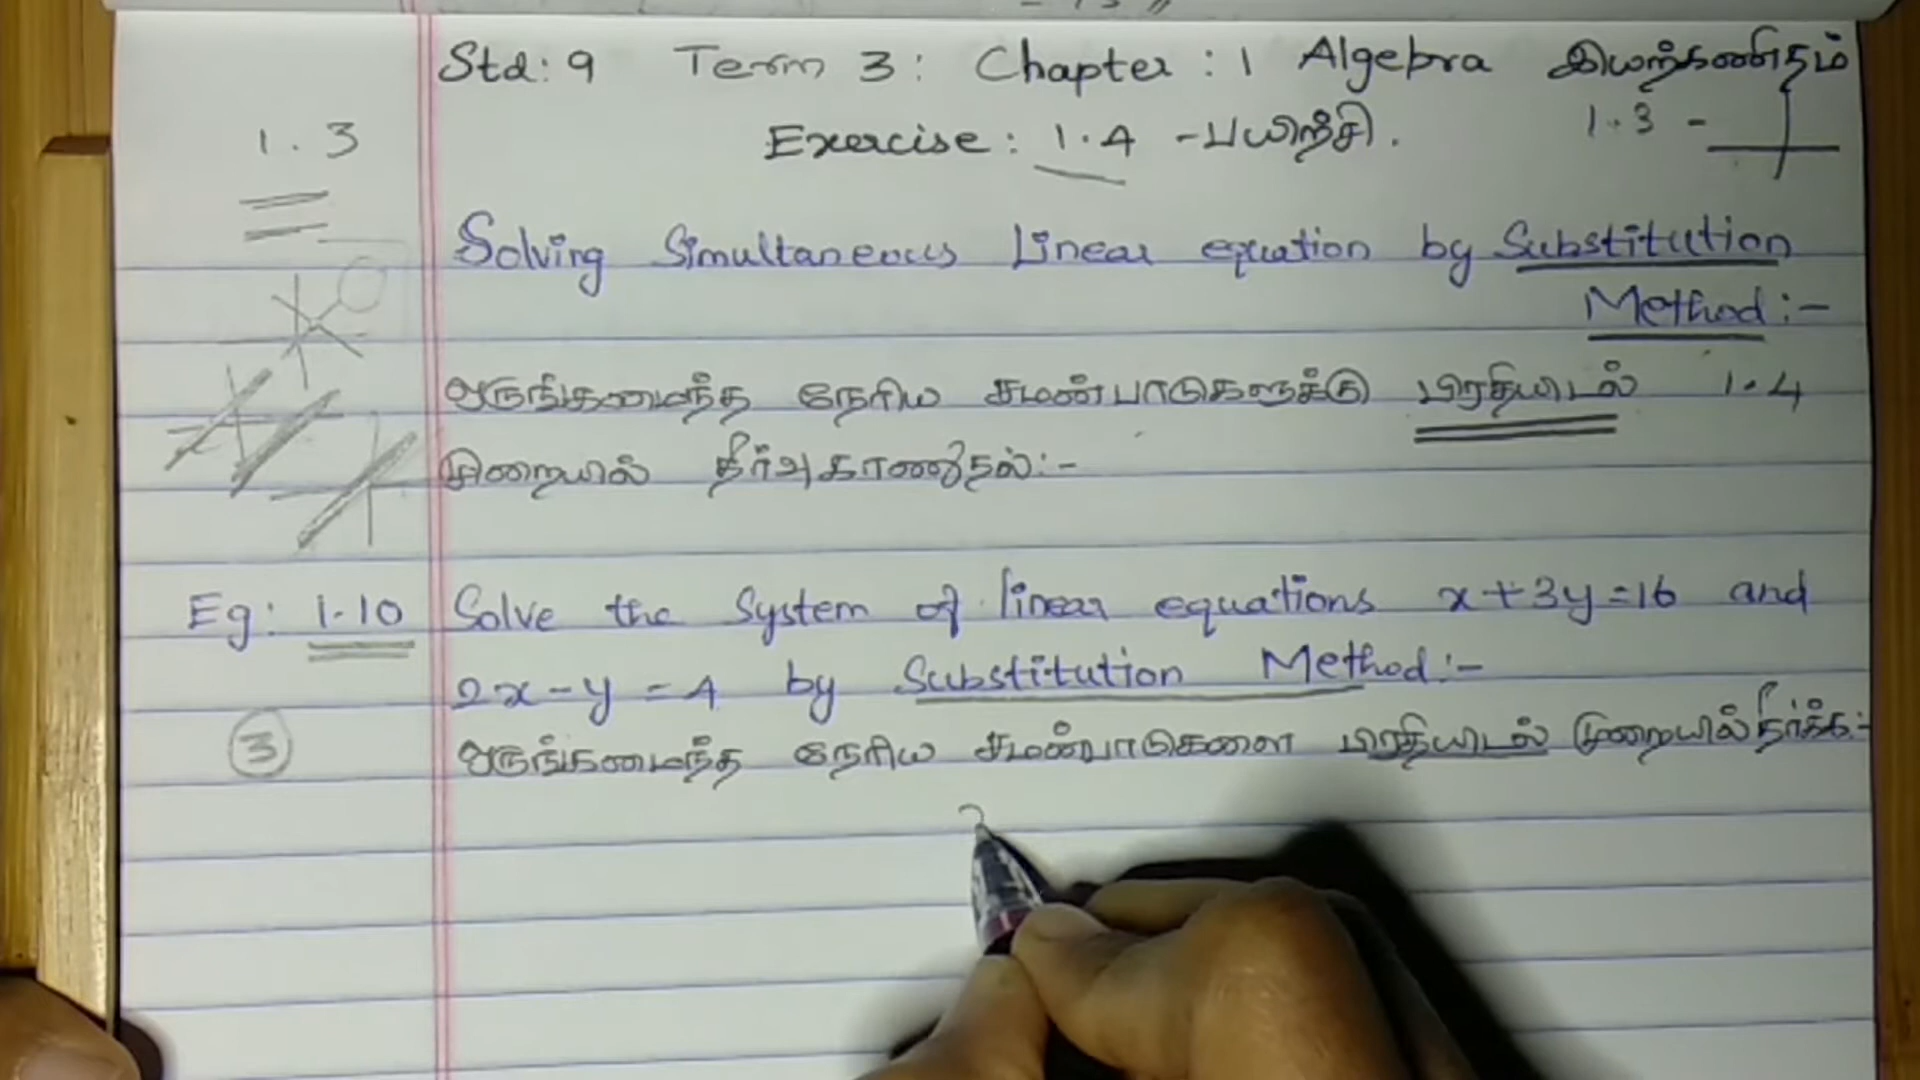 Std: 9 Term 3: Chapter: 1 Algebra இயற்கணிதம்
1.3
Exercise: 1.4 -பயிற்சி.
1.3 -
Solving Simultaneous Linear equation by Substitution
Method:-
ஒருங்கமைந்த நேரிய சமன்பாடுகளுக்கு பிரதியிடல் 1.4
முறையில் தீர்வுகாணுதல்:-
Eg: 1.10 Solve the System of linear equations x+3y=16 and
2x-y=4 by Substitution Method:-
3 ஒருங்கமைந்த நேரிய சமன்பாடுகளை பிரதியிடல் முறையில் தீர்க்க:-